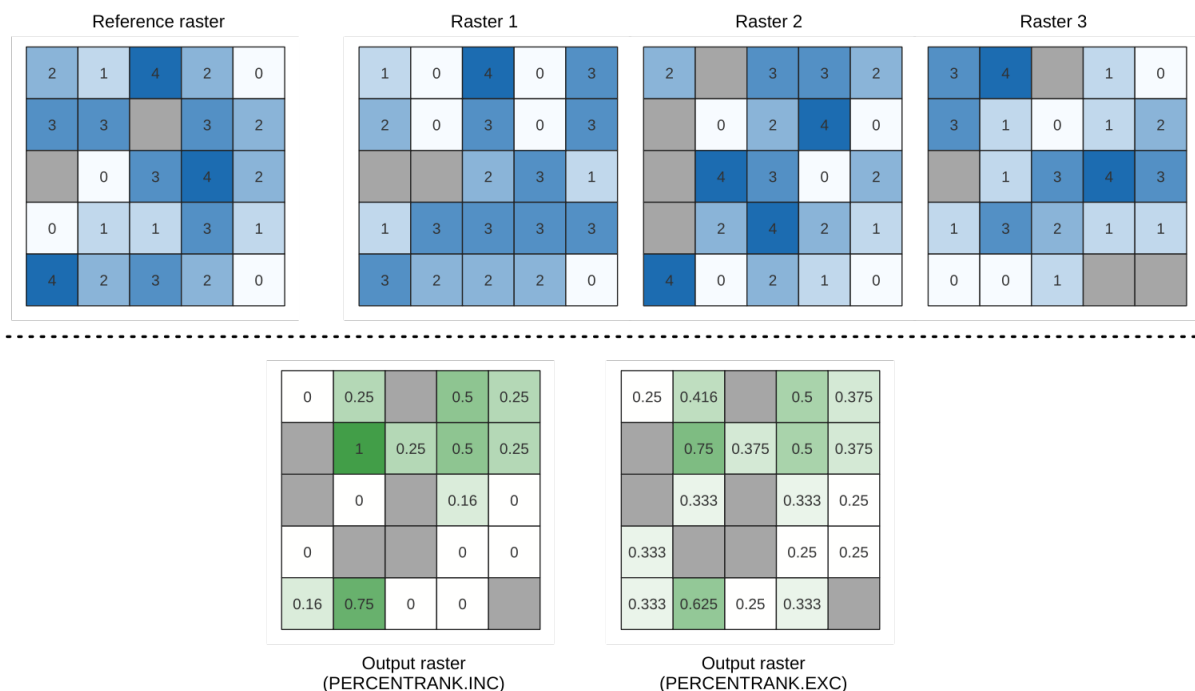 Reference raster Raster 1 Raster 2 Raster 3
2 1 4 2 0 1 0 4 0 3 2 3 3 2 3 4 1 0
3 3 3 2 2 0 3 0 3 0 2 4 0 3 1 0 1 2
0 3 4 2 2 3 1 4 3 0 2 1 3 4 3
0 1 1 3 1 1 3 3 3 3 2 4 2 1 1 3 2 1 1
4 2 3 2 0 3 2 2 2 0 4 0 2 1 0 0 0 1
0 0.25 0.5 0.25 0.25 0.416 0.5 0.375
1 0.25 0.5 0.25 0.75 0.375 0.5 0.375
0 0.16 0 0.333 0.333 0.25
0 0 0 0.333 0.25 0.25
0.16 0.75 0 0 0.333 0.625 0.25 0.333
Output raster Output raster
(PERCENTRANK.INC) (PERCENTRANK.EXC)